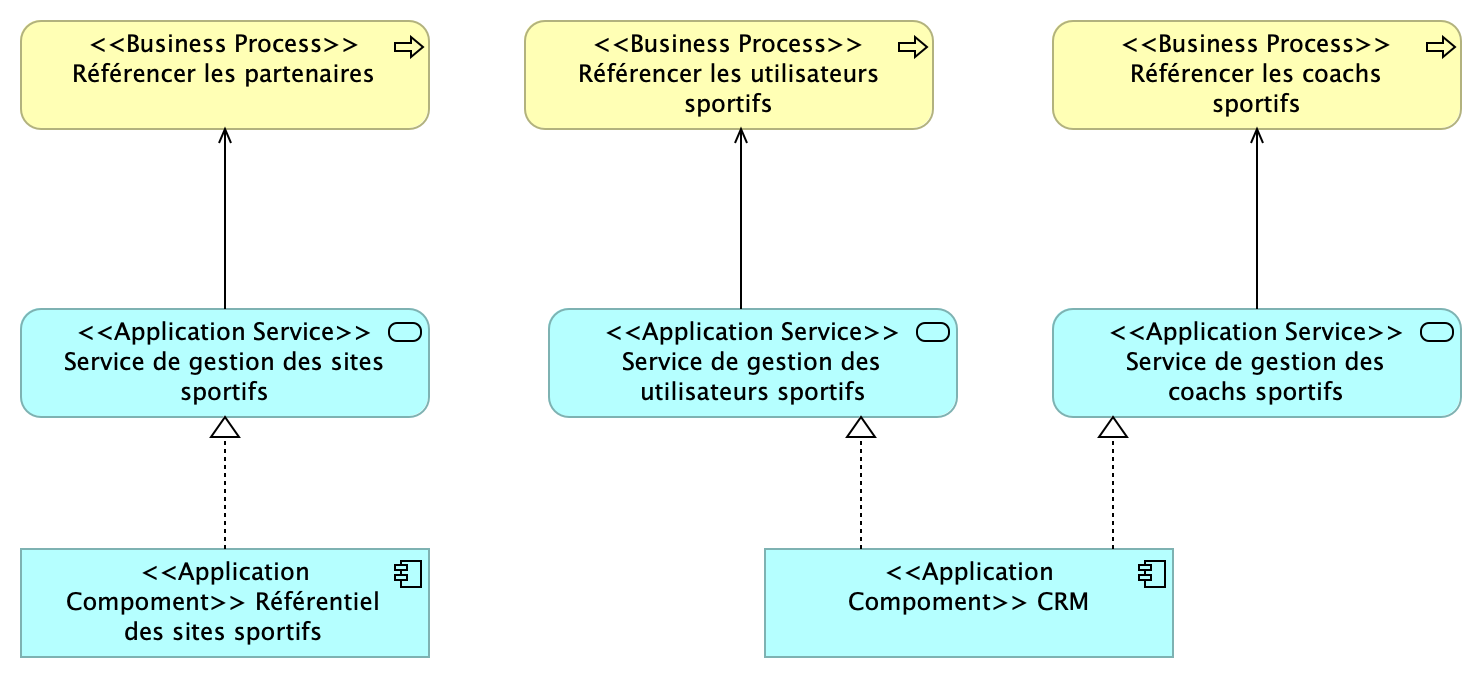 <<Business Process>>
Référencer les partenaires
<<Business Process>>
Référencer les utilisateurs
sportifs
<<Business Process>>
Référencer les coachs
sportifs
<<Application Service>>
Service de gestion des sites
sportifs
<<Application Service>>
Service de gestion des
utilisateurs sportifs
<<Application Service>>
Service de gestion des
coachs sportifs
<<Application
Compoment>> Référentiel
des sites sportifs
<<Application
Compoment>> CRM